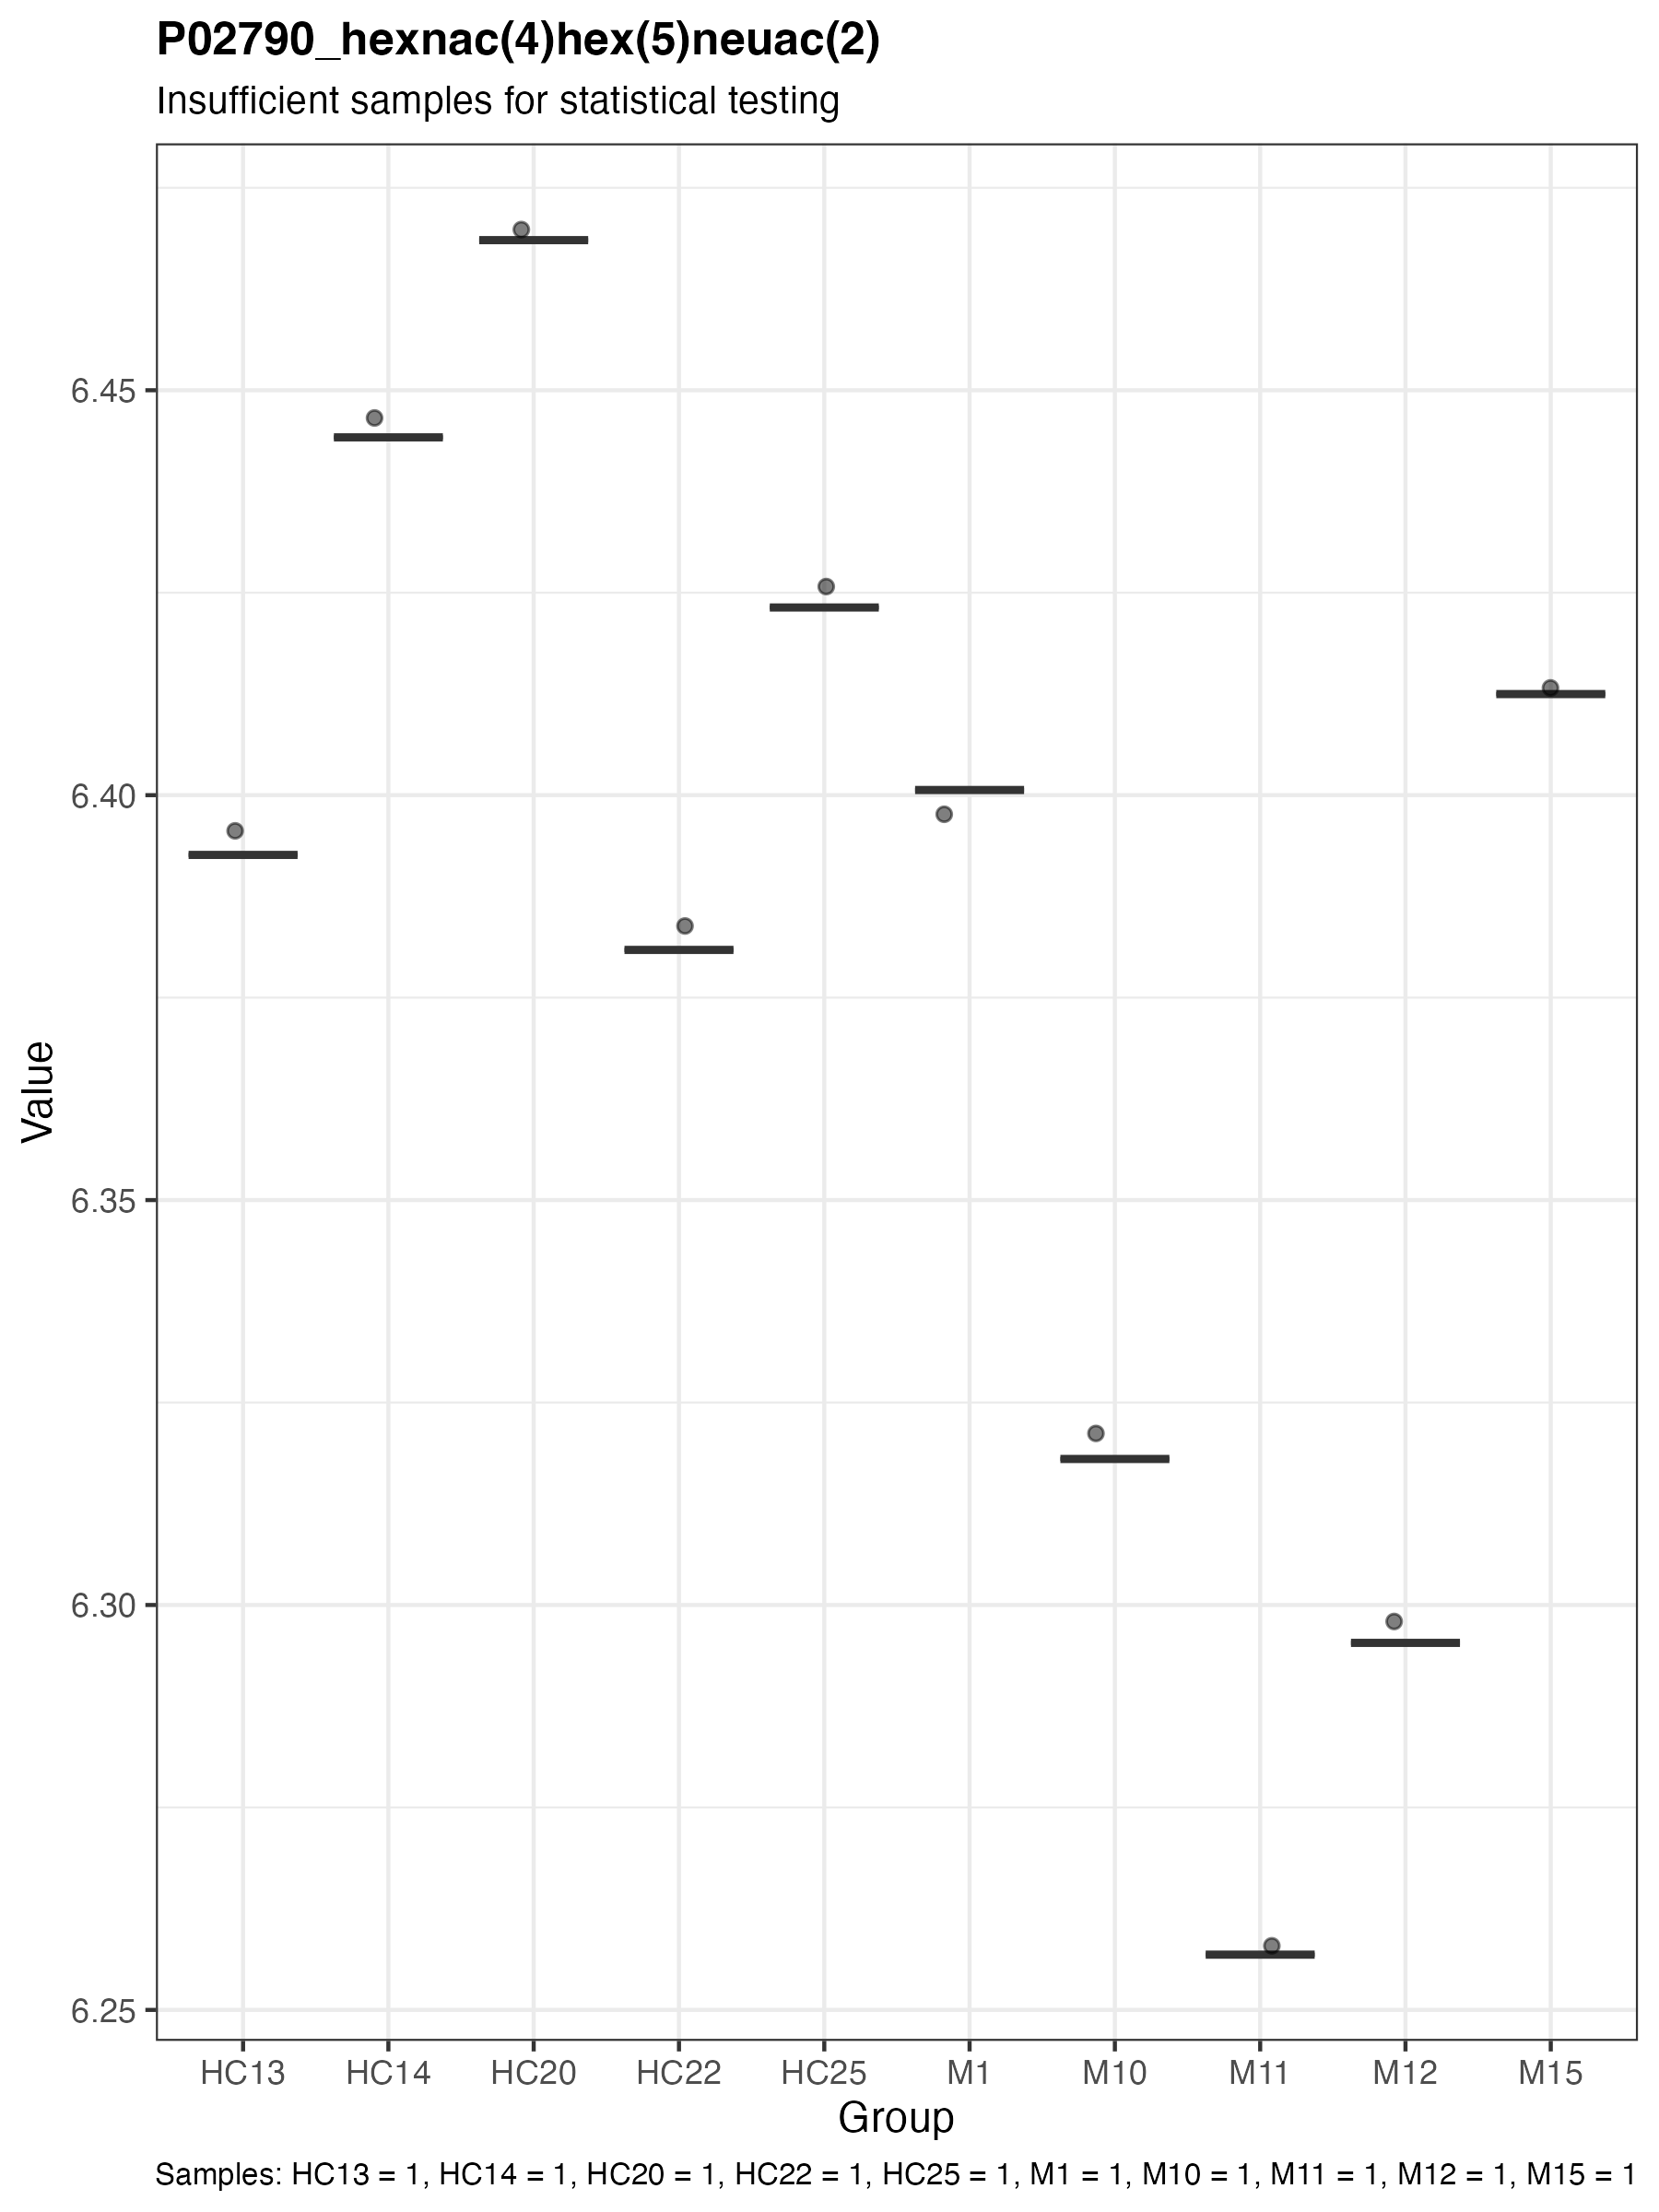 P02790_hexnac(4)hex(5)neuac(2)
Insufficient samples for statistical testing
Value
6.45
6.40
6.35
6.30
6.25
HC13 HC14 HC20 HC22 HC25 M1 M10 M11 M12 M15
Group
Samples: HC13 = 1, HC14 = 1, HC20 = 1, HC22 = 1, HC25 = 1, M1 = 1, M10 = 1, M11 = 1, M12 = 1, M15 = 1